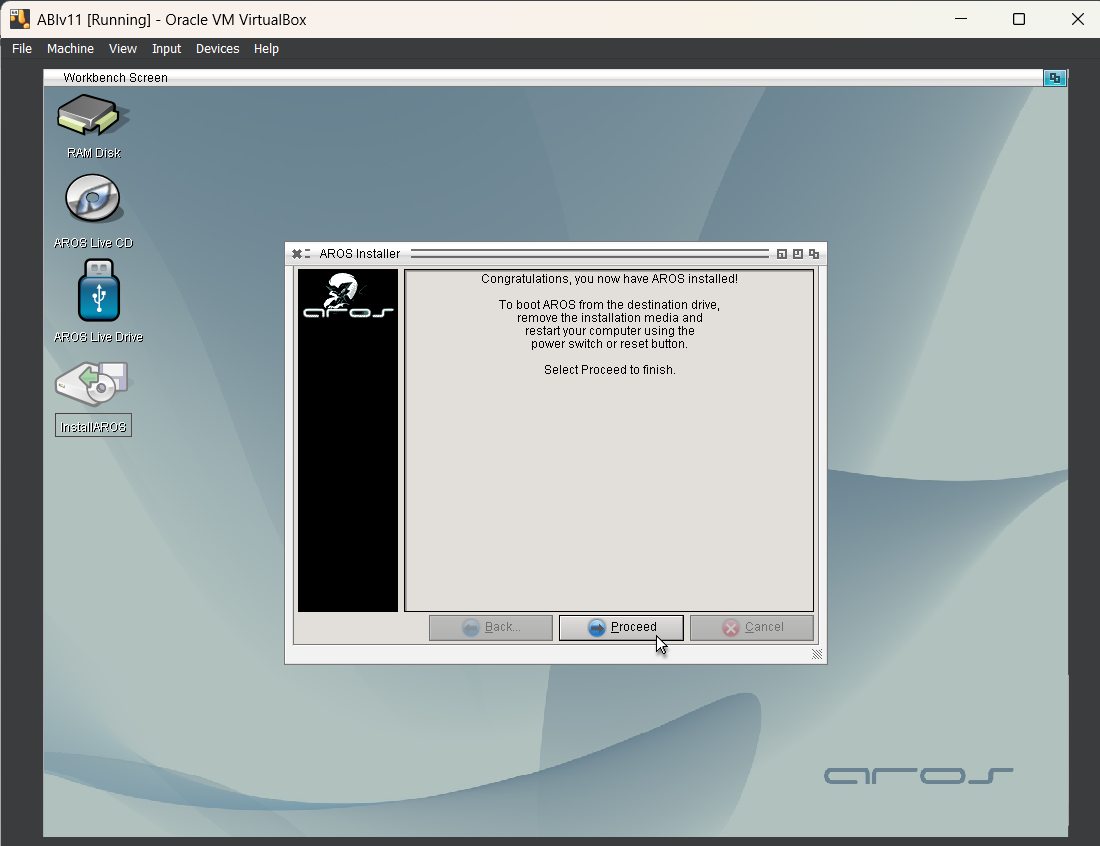 ABIv11 [Running] - Oracle VM VirtualBox
File Machine View Input Devices Help
Workbench Screen
RAM Disk
AROS Live CD
AROS Live Drive
InstallAROS
AROS Installer
aros
Congratulations, you now have AROS installed!
To boot AROS from the destination drive,
remove the installation media and
restart your computer using the
power switch or reset button.
Select Proceed to finish.
Back...
Proceed
Cancel
aros